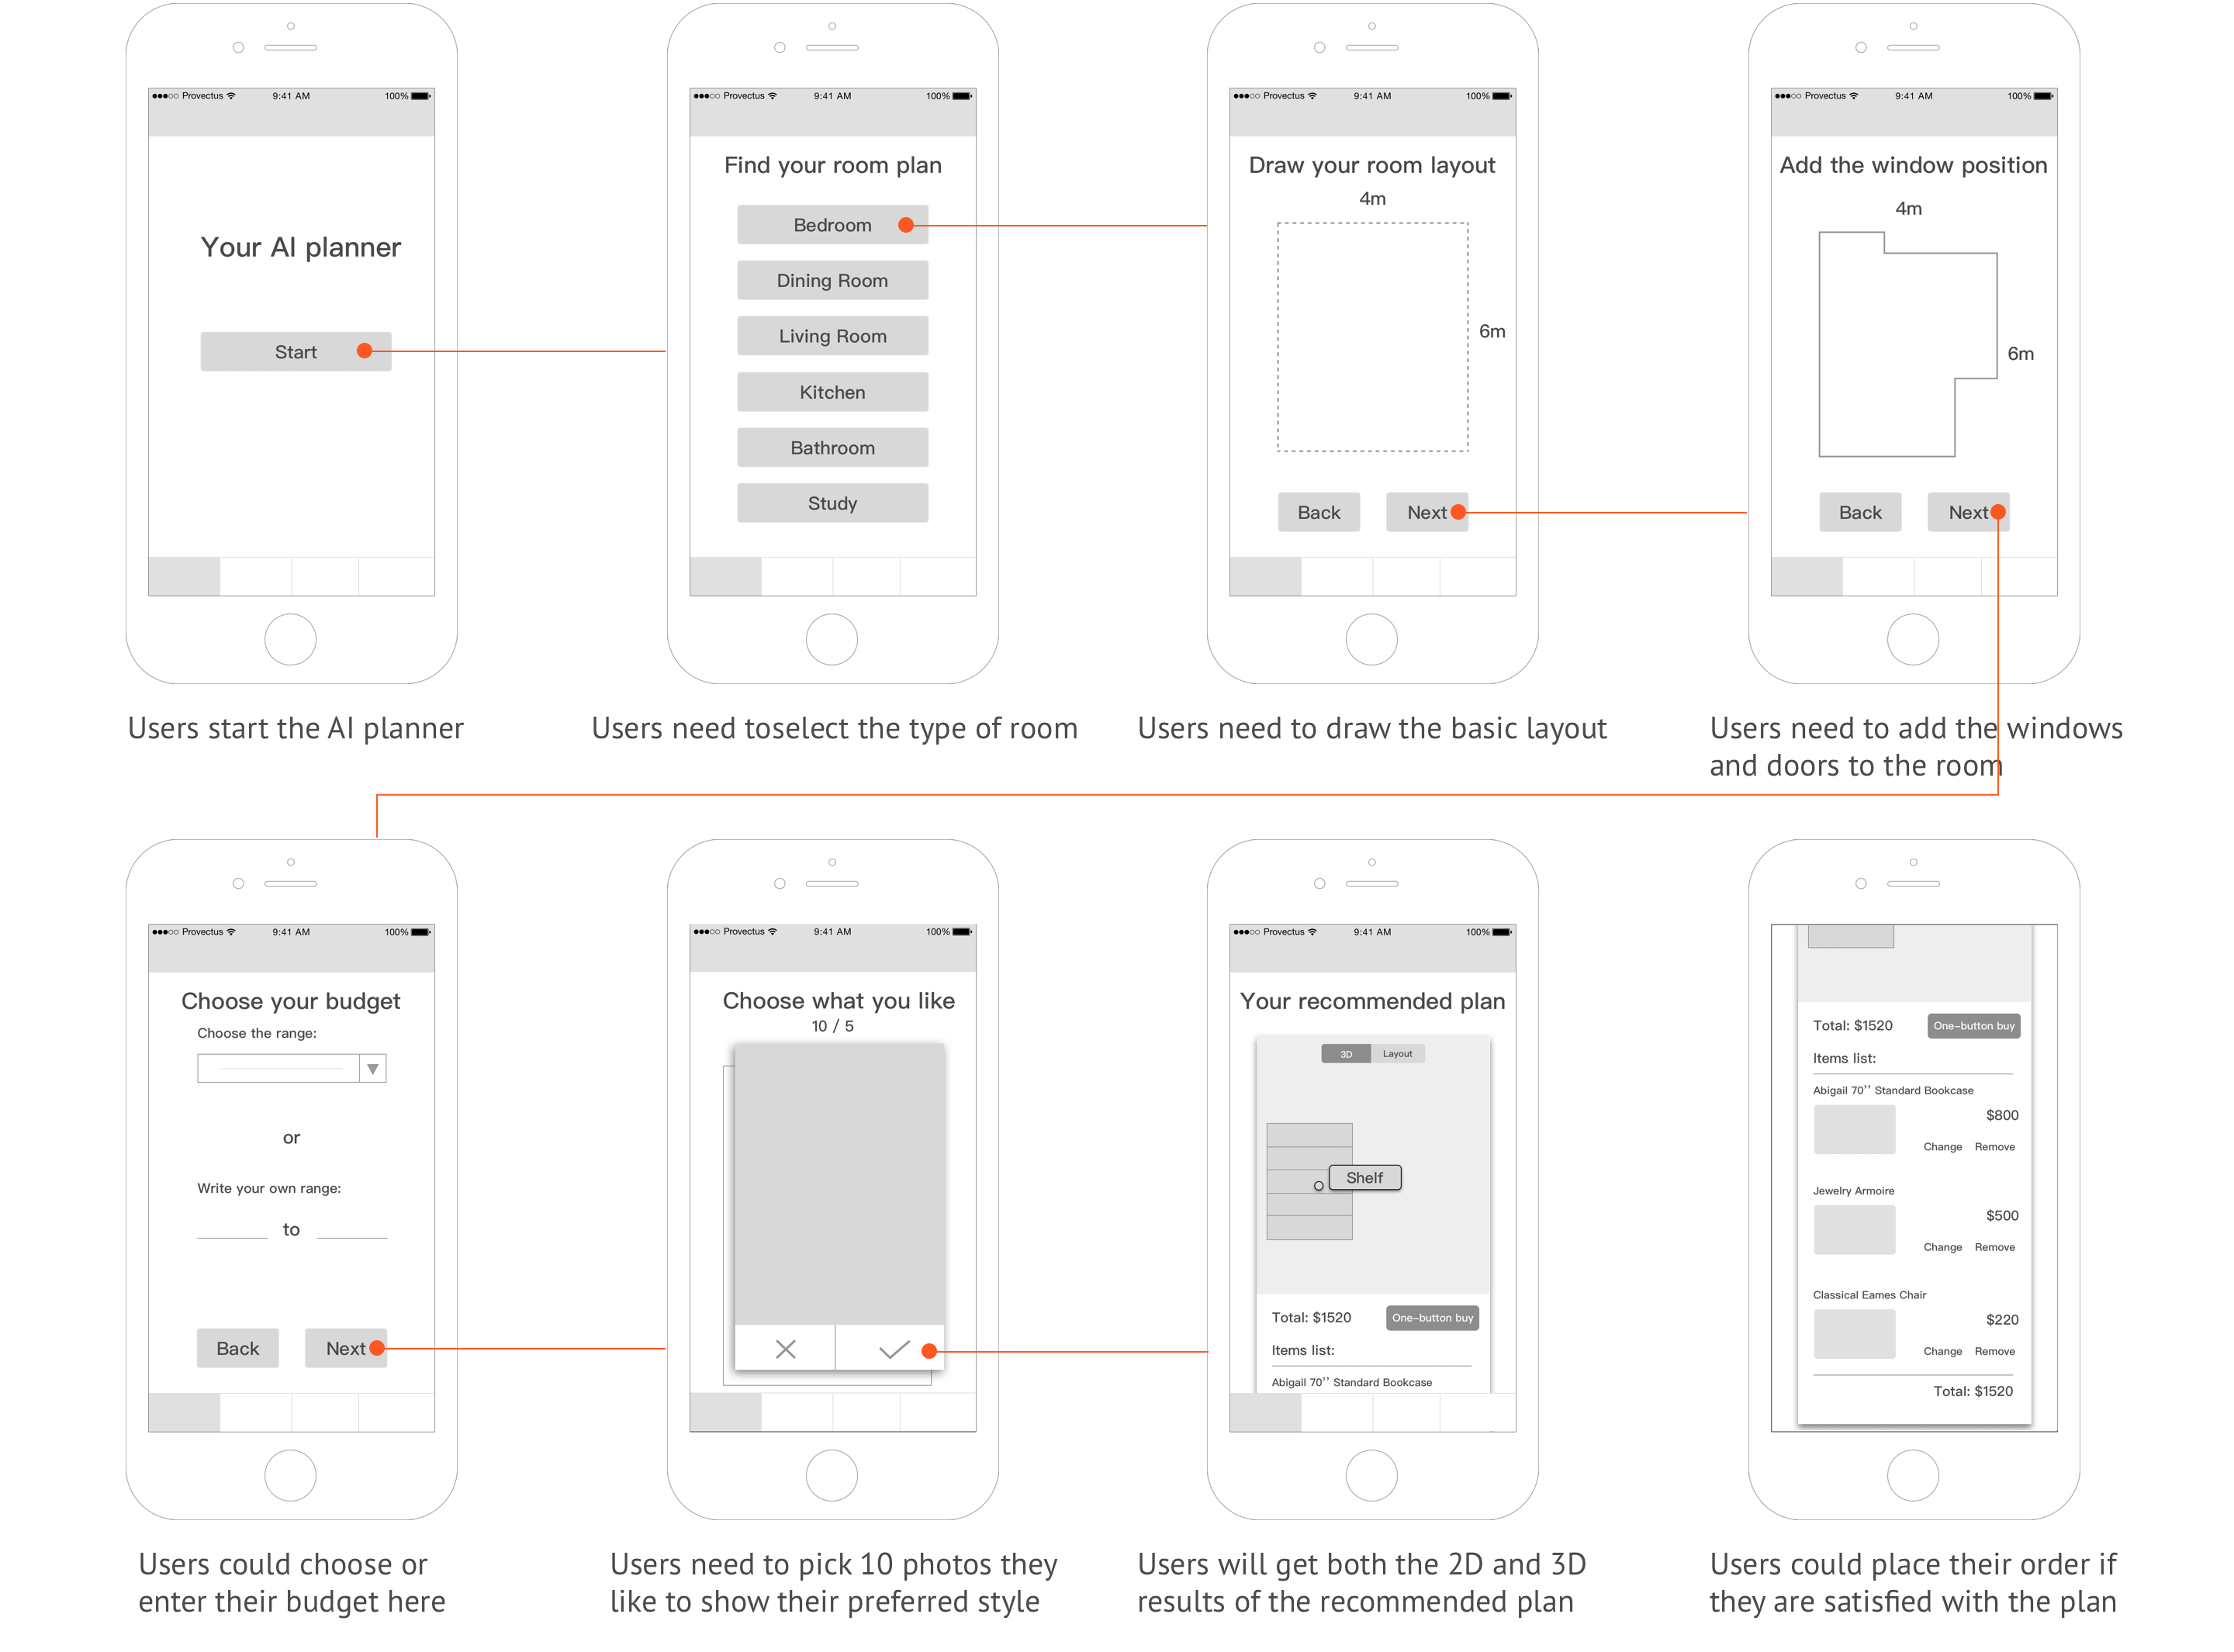 Provectus 9:41 AM 100%
Your AI planner
Start
Users start the AI planner
Provectus 9:41 AM 100%
Find your room plan
Bedroom
Dining Room
Living Room
Kitchen
Bathroom
Study
Users need toselect the type of room
Provectus 9:41 AM 100%
Draw your room layout
4m
6m
Back Next
Users need to draw the basic layout
Provectus 9:41 AM 100%
Add the window position
4m
6m
Back Next
Users need to add the windows
and doors to the room
Provectus 9:41 AM 100%
Choose your budget
Choose the range:
or
Write your own range:
to
Back Next
Users could choose or
enter their budget here
Provectus 9:41 AM 100%
Choose what you like
10 / 5
Users need to pick 10 photos they
like to show their preferred style
Provectus 9:41 AM 100%
Your recommended plan
3D Layout
Shelf
Total: $1520 One-button buy
Items list:
Abigail 70’’ Standard Bookcase
Users will get both the 2D and 3D
results of the recommended plan
Total: $1520 One-button buy
Items list:
Abigail 70’’ Standard Bookcase
$800
Change Remove
Jewelry Armoire
$500
Change Remove
Classical Eames Chair
$220
Change Remove
Total: $1520
Users could place their order if
they are satisfied with the plan